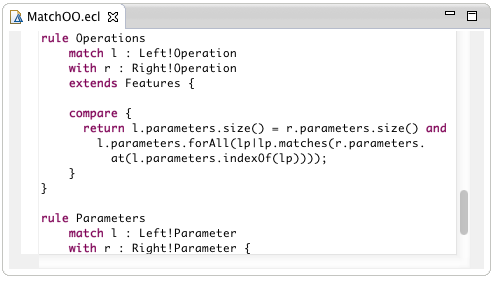 MatchOO.ecl
rule Operations
match l : Left!Operation
with r : Right!Operation
extends Features {
compare {
return l.parameters.size() = r.parameters.size() and
l.parameters.forAll(lp|lp.matches(r.parameters.
at(l.parameters.indexOf(lp))));
}
}
rule Parameters
match l : Left!Parameter
with r : Right!Parameter {